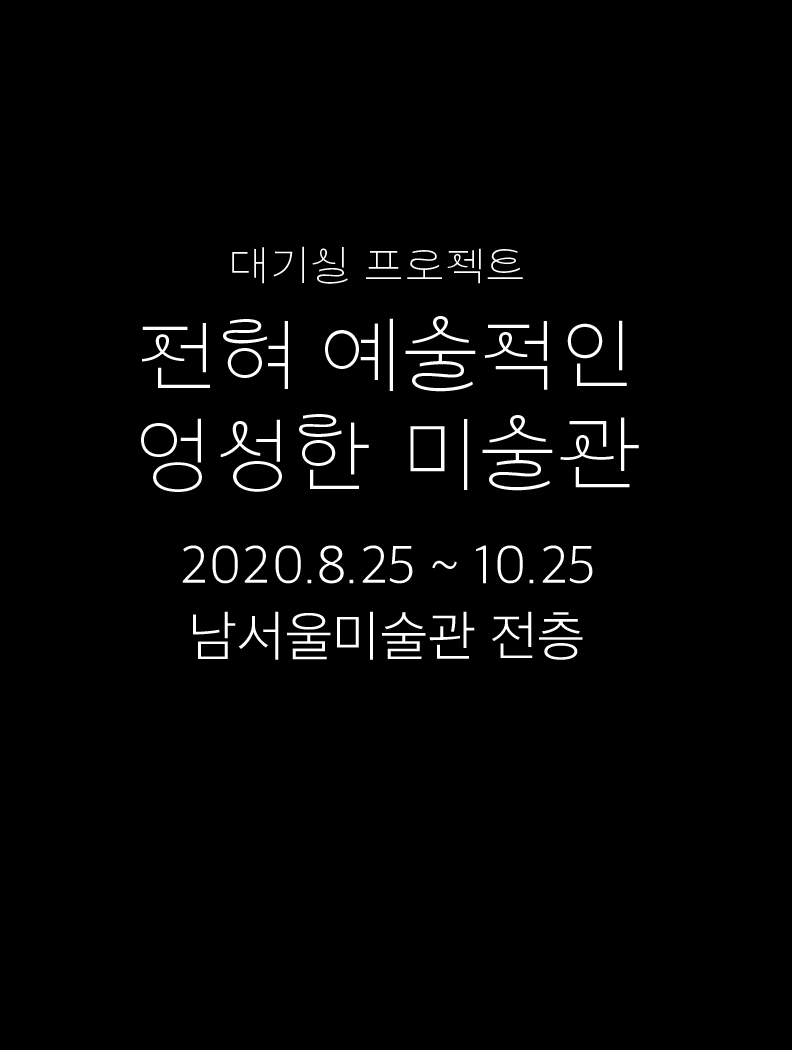 대기실 프로젝트
전혀 예술적인
엉성한 미술관
2020.8.25 ~ 10.25
남서울미술관 전층